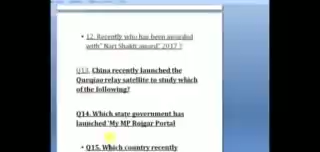 • 12. Recently who has been awarded
with" Nari Shakti award" 2017 ?
Q13. China recently launched the
Qurqiao relay satellite to study which
of the following?
Q14. Which state government has
launched 'My MP Rojgar Portal
• Q15. Which country recently